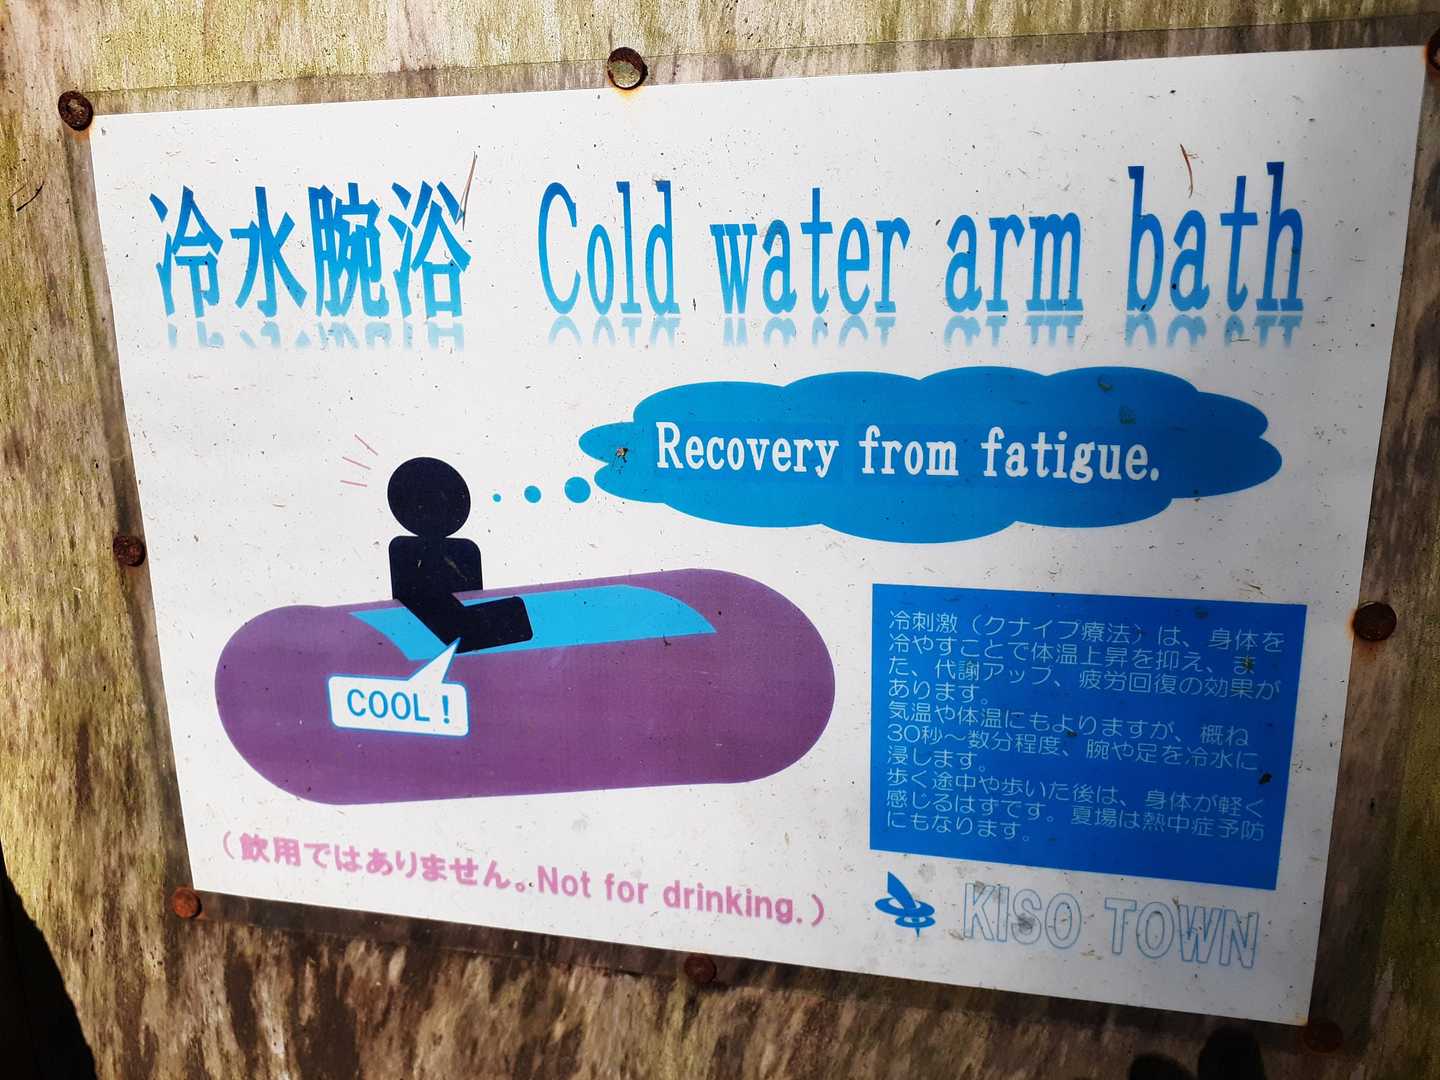 冷水腕浴 Cold water arm bath
Recovery from fatigue.
COOL!
冷刺激（クナイプ療法）は、身体を
冷やすことで体温上昇を抑え、ま
た、代謝アップ、疲労回復の効果が
あります。
気温や体温にもよりますが、概ね
30秒～数分程度、腕や足を冷水に
浸します。
歩く途中や歩いた後は、身体が軽く
感じるはずです。夏場は熱中症予防
にもなります。
（飲用ではありません。Not for drinking.）
KISO TOWN